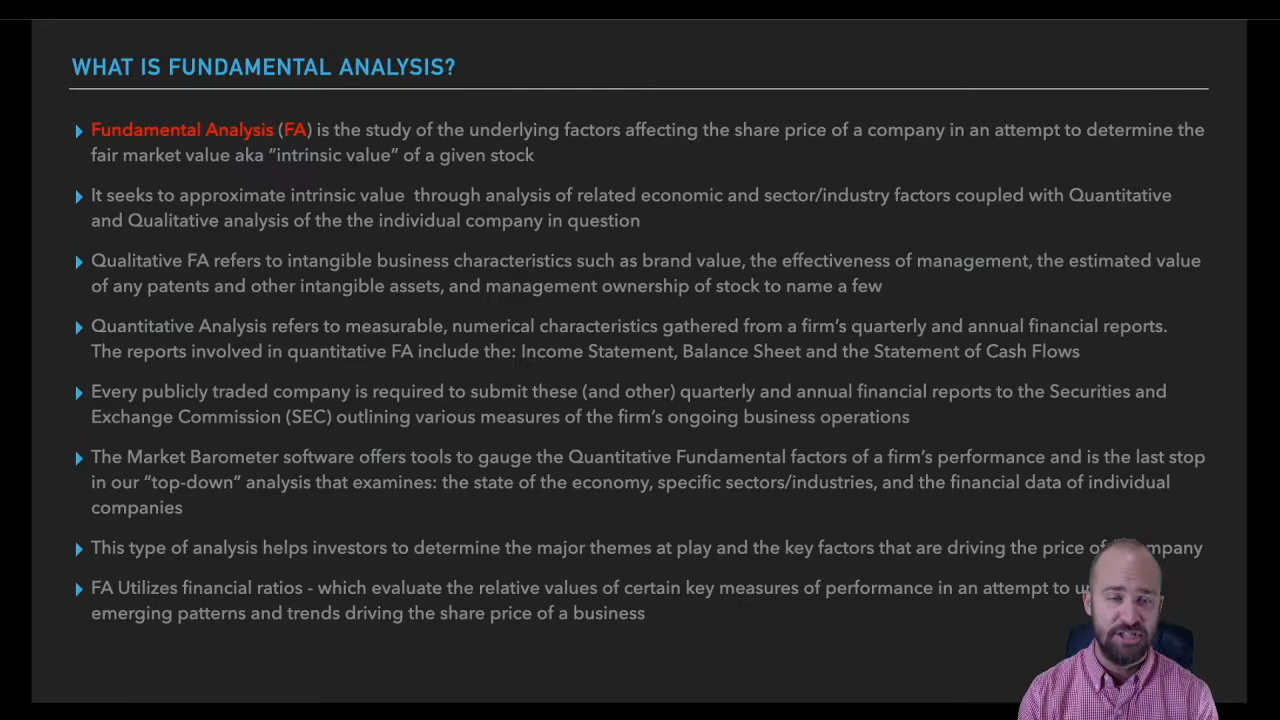 WHAT IS FUNDAMENTAL ANALYSIS?
Fundamental Analysis (FA) is the study of the underlying factors affecting the share price of a company in an attempt to determine the
fair market value aka “intrinsic value” of a given stock
It seeks to approximate intrinsic value through analysis of related economic and sector/industry factors coupled with Quantitative
and Qualitative analysis of the the individual company in question
Qualitative FA refers to intangible business characteristics such as brand value, the effectiveness of management, the estimated value
of any patents and other intangible assets, and management ownership of stock to name a few
Quantitative Analysis refers to measurable, numerical characteristics gathered from a firm’s quarterly and annual financial reports.
The reports involved in quantitative FA include the: Income Statement, Balance Sheet and the Statement of Cash Flows
Every publicly traded company is required to submit these (and other) quarterly and annual financial reports to the Securities and
Exchange Commission (SEC) outlining various measures of the firm’s ongoing business operations
The Market Barometer software offers tools to gauge the Quantitative Fundamental factors of a firm’s performance and is the last stop
in our “top-down” analysis that examines: the state of the economy, specific sectors/industries, and the financial data of individual
companies
This type of analysis helps investors to determine the major themes at play and the key factors that are driving the price of
FA Utilizes financial ratios - which evaluate the relative values of certain key measures of performance in an attempt to
emerging patterns and trends driving the share price of a business